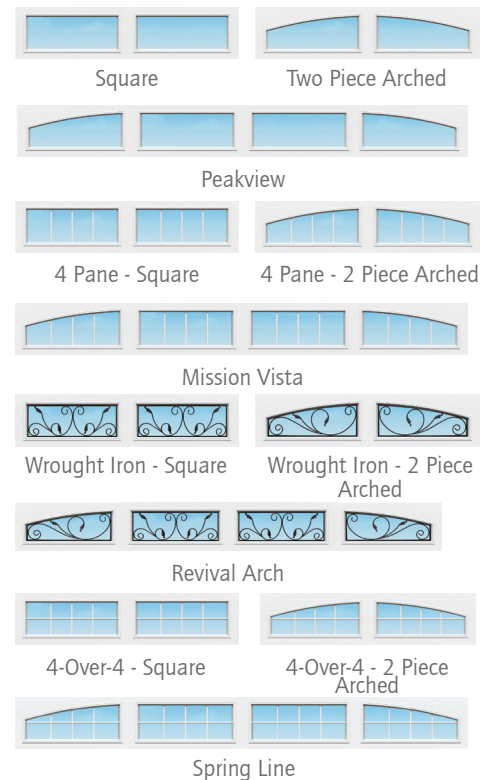 Square
Two Piece Arched
Peakview
4 Pane - Square
4 Pane - 2 Piece Arched
Mission Vista
Wrought Iron - Square
Wrought Iron - 2 Piece
Arched
Revival Arch
4-Over-4 - Square
4-Over-4 - 2 Piece
Arched
Spring Line